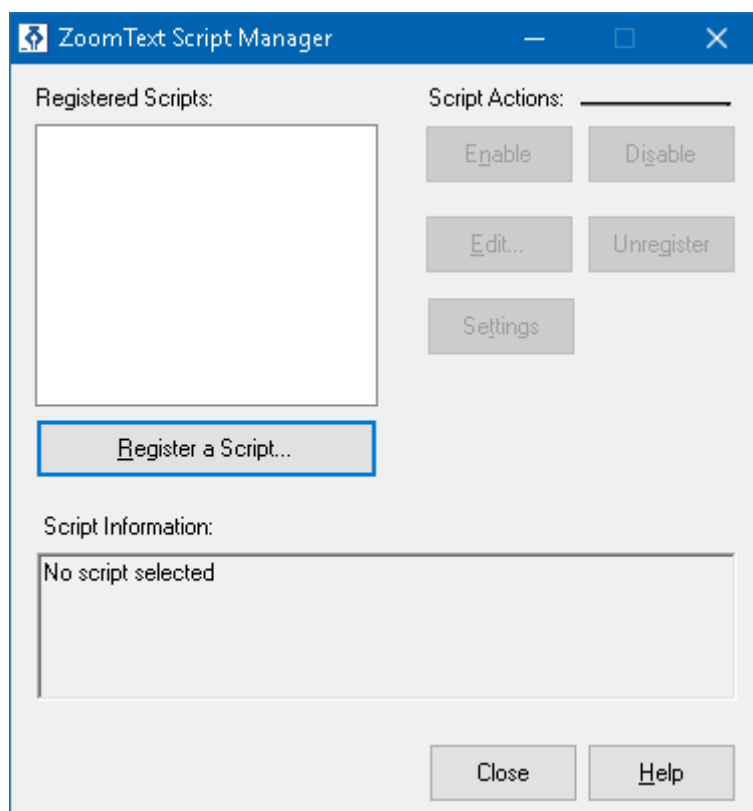 ZoomText Script Manager
Registered Scripts:
Script Actions:
Enable
Disable
Edit...
Unregister
Settings
Register a Script...
Script Information:
No script selected
Close
Help